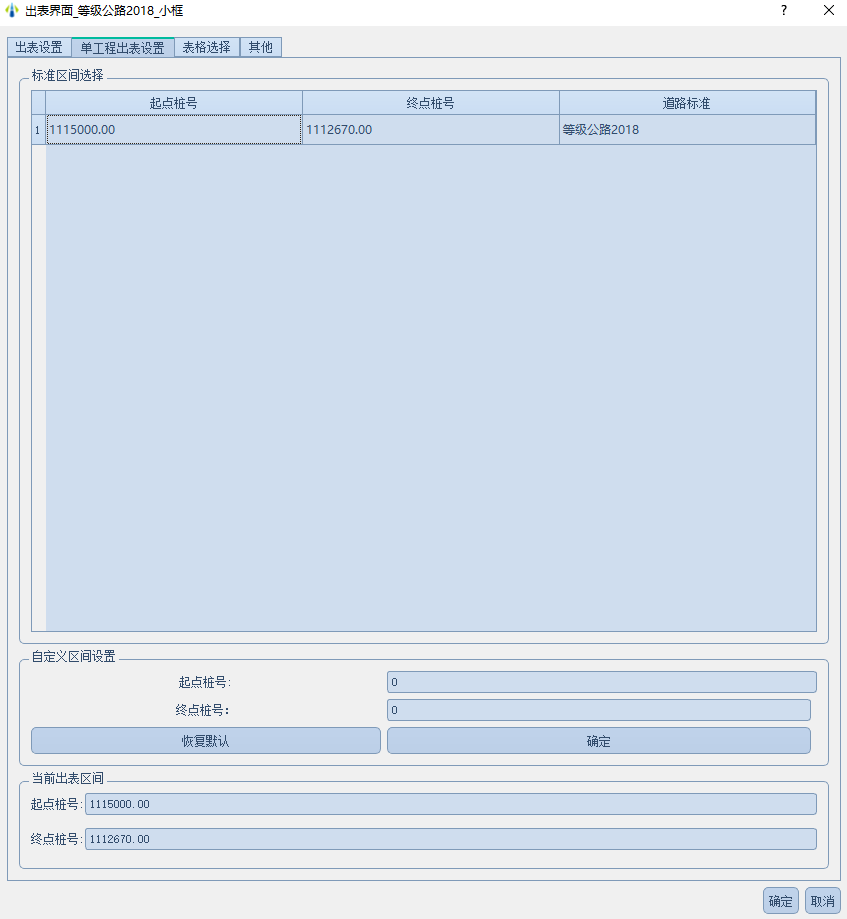 出表界面_等级公路2018_小框
?
出表设置 单工程出表设置 表格选择 其他
标准区间选择
起点桩号 终点桩号 道路标准
1 1115000.00 1112670.00 等级公路2018
自定义区间设置
起点桩号: 0
终点桩号: 0
恢复默认 确定
当前出表区间
起点桩号: 1115000.00
终点桩号: 1112670.00
确定 取消